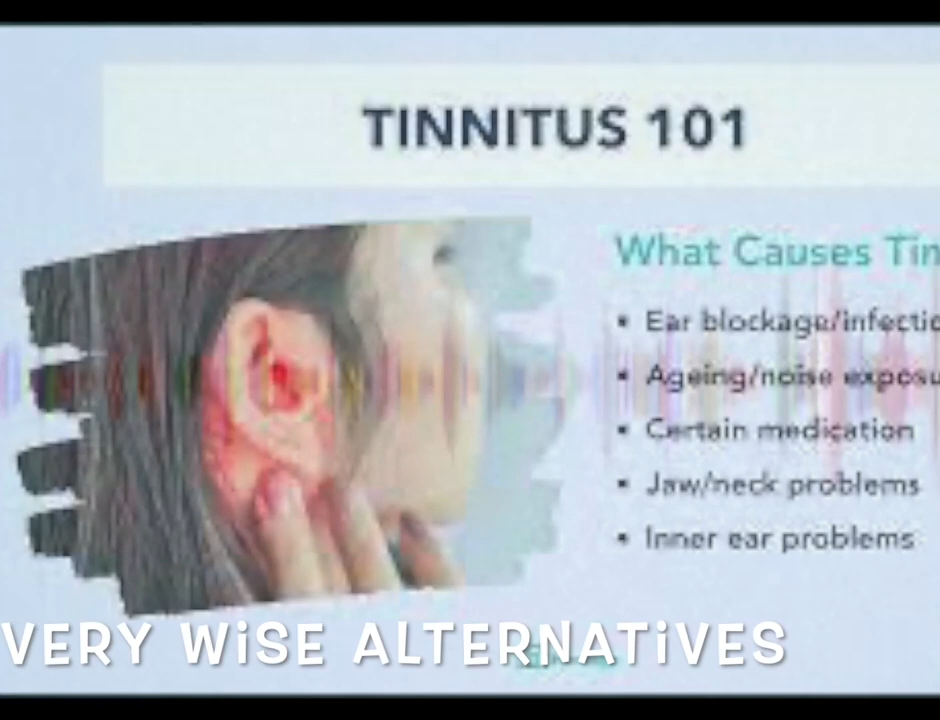 TINNITUS 101
What Causes Tin
▪ Ear blockage/infectio
▪ Ageing/noise exposu
▪ Certain medication
▪ Jaw/neck problems
▪ Inner ear problems
VERY WiSE ALTERNATiVES